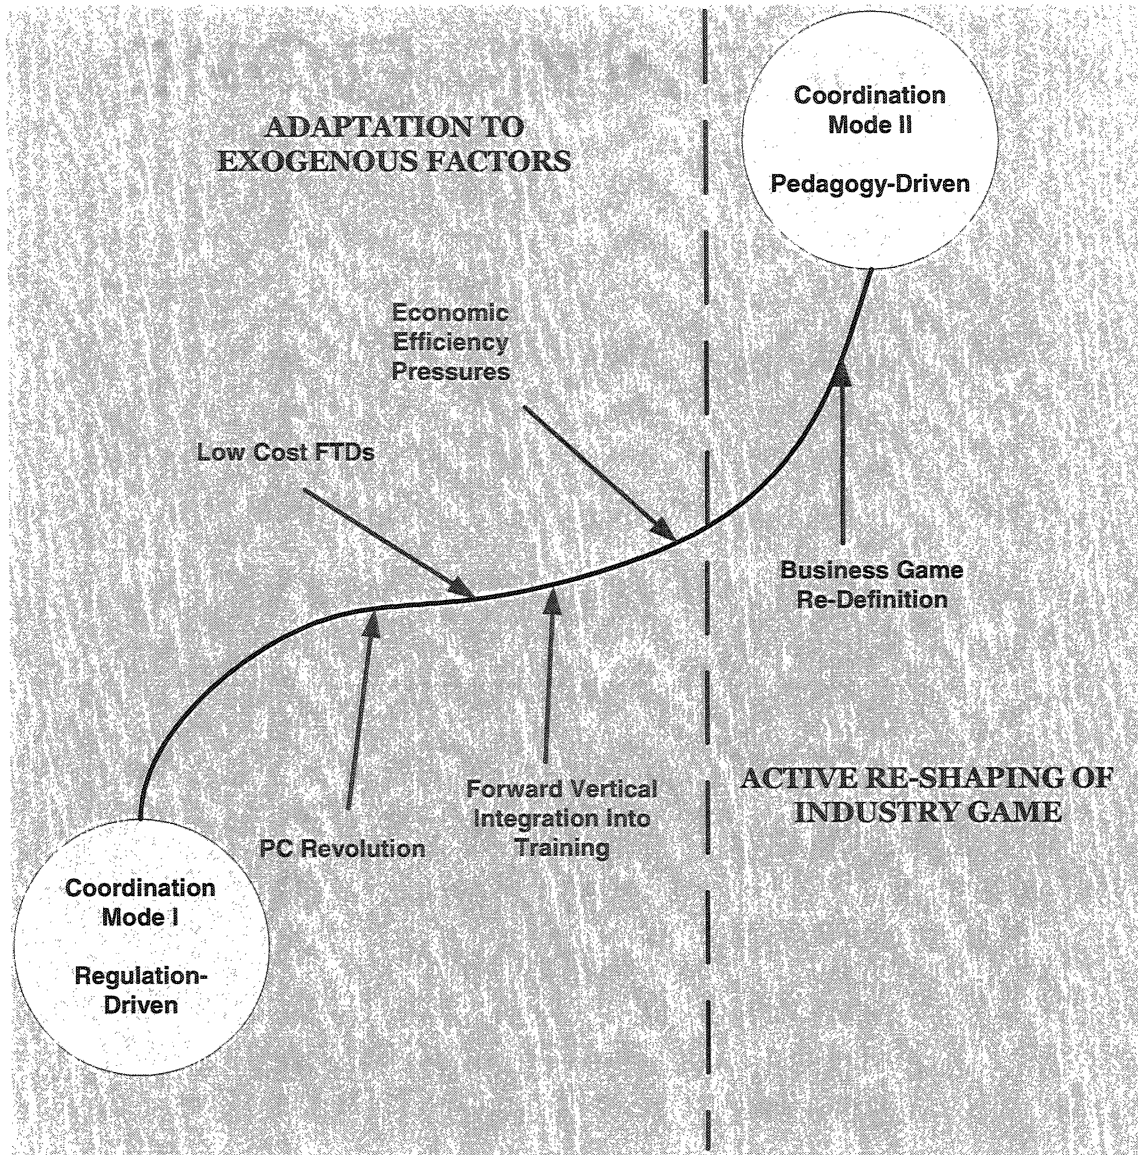 ADAPTATION TO
EXOGENOUS FACTORS
Coordination
Mode II
Pedagogy-Driven
Economic
Efficiency
Pressures
Low Cost FTDs
Business Game
Re-Definition
ACTIVE RE-SHAPING OF
INDUSTRY GAME
Forward Vertical
Integration into
Training
PC Revolution
Coordination
Mode I
Regulation-
Driven